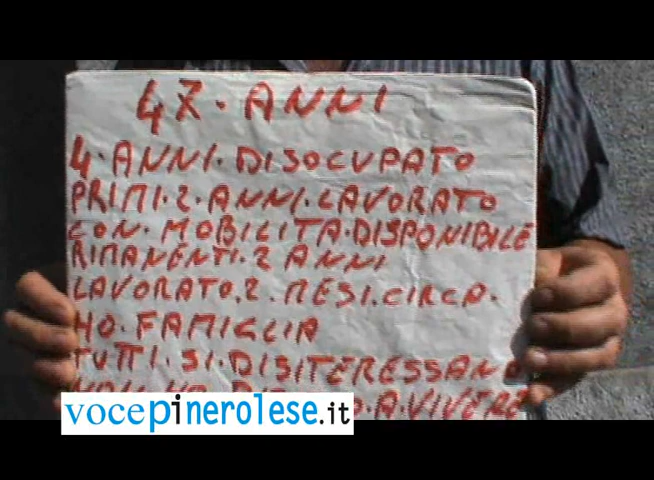 47. ANNI
4. ANNI. DISOCUPATO
PRIMI. 2. ANNI. LAVORATO
CON. MOBILITA. DISPONIBILE
RIMANENTI. 2 ANNI
LAVORATO. 2. MESI. CIRCA.
HO. FAMIGLIA
TUTTI. SI. DISITERESSANO
A. VIVERE
vocepinerolese.it